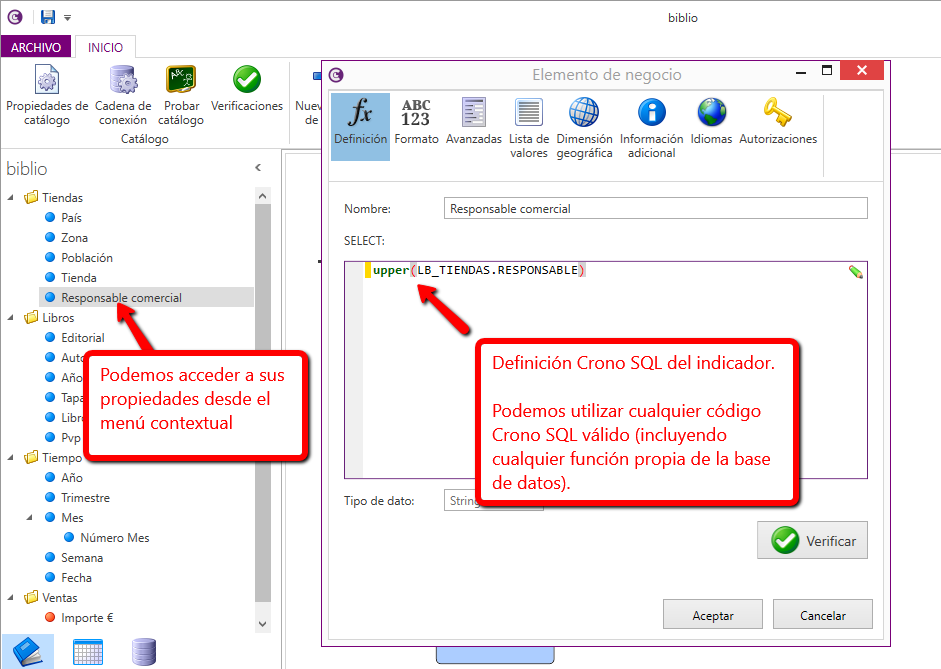 biblio
ARCHIVO INICIO
Propiedades de catálogo
Cadena de conexión
Probar catálogo
Verificaciones
Catálogo
biblio
Tiendas
País
Zona
Población
Tienda
Responsable comercial
Libros
Editorial
Año
Tapa
Pvp
Tiempo
Año
Trimestre
Mes
Número Mes
Semana
Fecha
Ventas
Importe €
Podemos acceder a sus
propiedades desde el
menú contextual
Elemento de negocio
fx
Definición
ABC
123
Formato
Avanzadas
Lista de
valores
Dimensión
geográfica
Información
adicional
Idiomas
Autorizaciones
Nombre:
Responsable comercial
SELECT:
upper(LB_TIENDAS.RESPONSABLE)
Definición Crono SQL del indicador.
Podemos utilizar cualquier código
Crono SQL válido (incluyendo
cualquier función propia de la base
de datos).
Tipo de dato:
String
Verificar
Aceptar
Cancelar